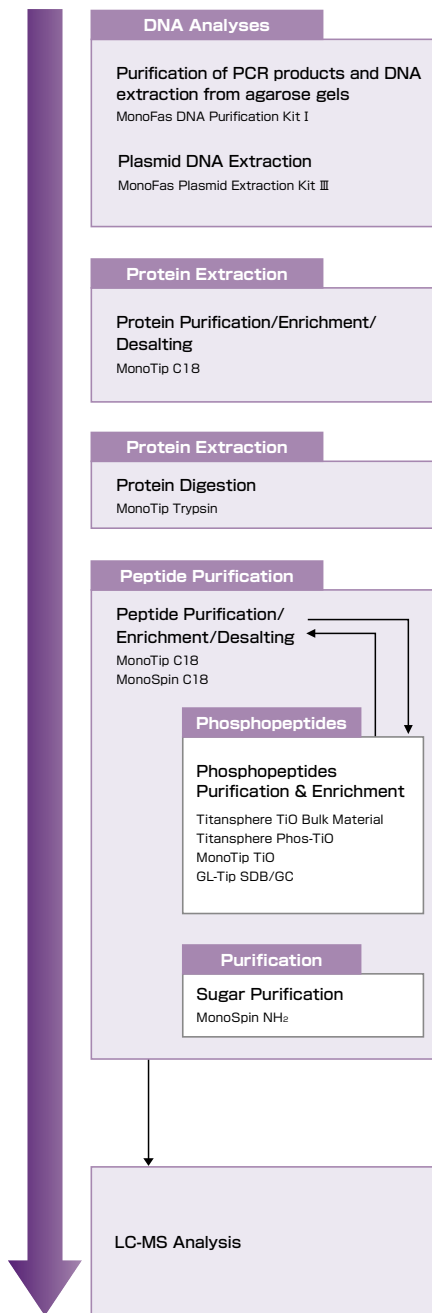 DNA Analyses
Purification of PCR products and DNA
extraction from agarose gels
MonoFas DNA Purification Kit I
Plasmid DNA Extraction
MonoFas Plasmid Extraction Kit Ⅲ
Protein Extraction
Protein Purification/Enrichment/
Desalting
MonoTip C18
Protein Extraction
Protein Digestion
MonoTip Trypsin
Peptide Purification
Peptide Purification/
Enrichment/Desalting
MonoTip C18
MonoSpin C18
Phosphopeptides
Phosphopeptides
Purification & Enrichment
Titansphere TiO Bulk Material
Titansphere Phos-TiO
MonoTip TiO
GL-Tip SDB/GC
Purification
Sugar Purification
MonoSpin NH₂
LC-MS Analysis